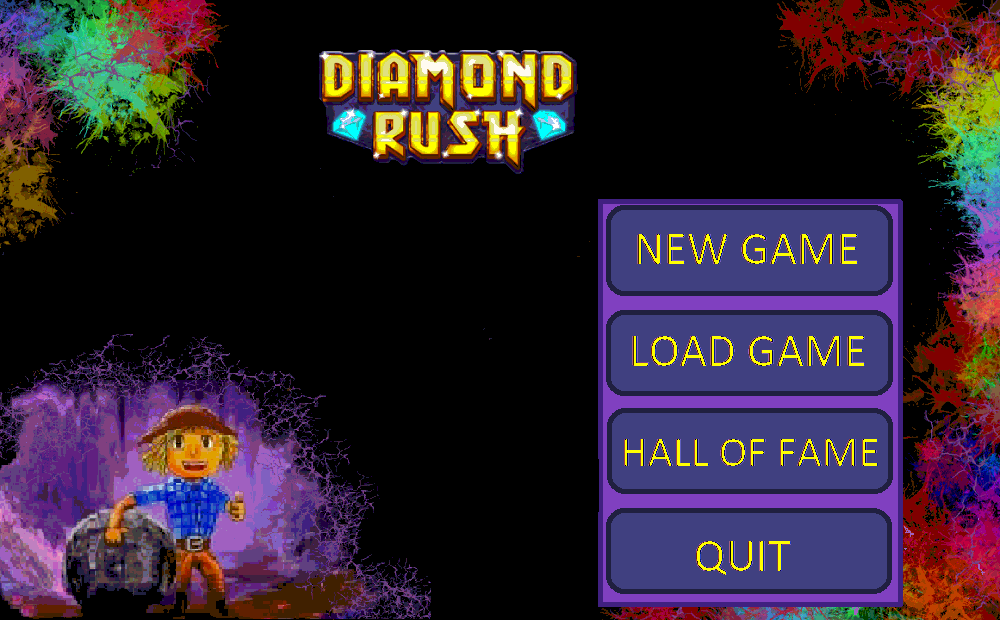 DIAMOND
RUSH
NEW GAME
LOAD GAME
HALL OF FAME
QUIT